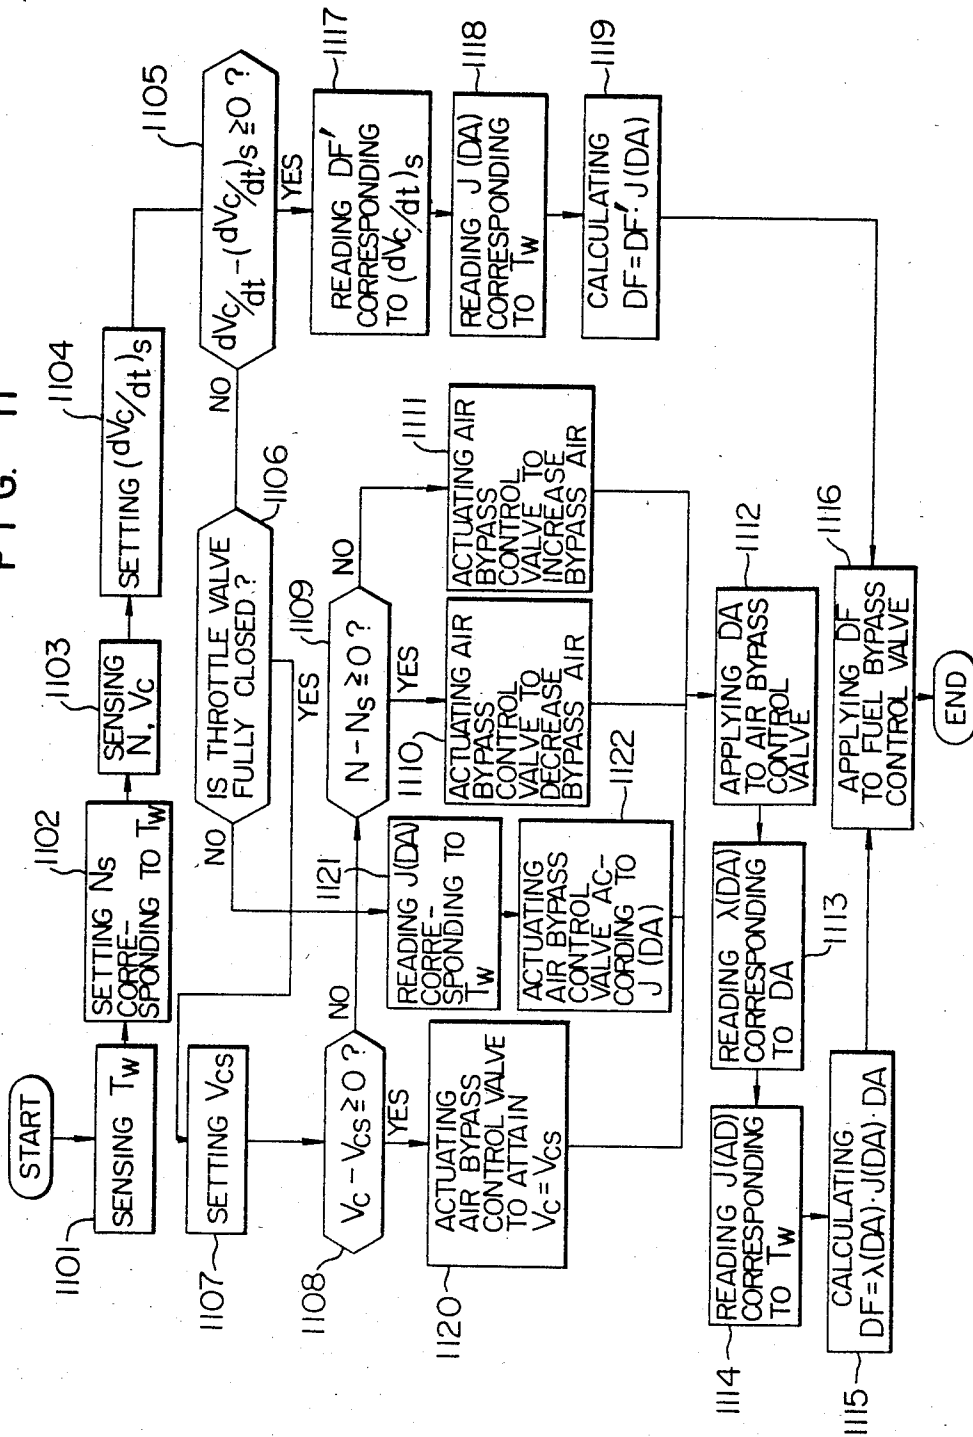 FIG. 11
START
1101
SENSING Tw
1102
SETTING Ns
CORRE-
SPONDING TO Tw
1103
SENSING
N, Vc
1104
SETTING (dVc/dt)s
1105
dVc/dt - (dVc/dt)s ≧ 0 ?
NO
YES
1106
IS THROTTLE VALVE
FULLY CLOSED?
NO
YES
1107
SETTING Vcs
1108
Vc - Vcs ≧ 0 ?
NO
YES
1109
N - Ns ≧ 0 ?
NO
YES
1117
READING DF'
CORRESPONDING
TO (dVc/dt)s
1118
READING J (DA)
CORRESPONDING
TO Tw
1119
CALCULATING
DF = DF'· J (DA)
1120
ACTUATING
AIR BYPASS
CONTROL VALVE
TO ATTAIN
Vc = Vcs
1121
READING J(DA)
CORRE-
SPONDING TO
Tw
1122
ACTUATING
AIR BYPASS
CONTROL
VALVE AC-
CORDING TO
J (DA)
1110
ACTUATING AIR
BYPASS
CONTROL
VALVE TO
DECREASE
BYPASS AIR
1111
ACTUATING AIR
BYPASS
CONTROL
VALVE TO
INCREASE
BYPASS AIR
1112
APPLYING DA
TO AIR BYPASS
CONTROL
VALVE
1113
READING λ(DA)
CORRESPONDING
TO DA
1114
READING J(AD)
CORRESPONDING
TO Tw
1115
CALCULATING
DF = λ(DA) · J(DA) · DA
1116
APPLYING DF
TO FUEL BYPASS
CONTROL VALVE
END